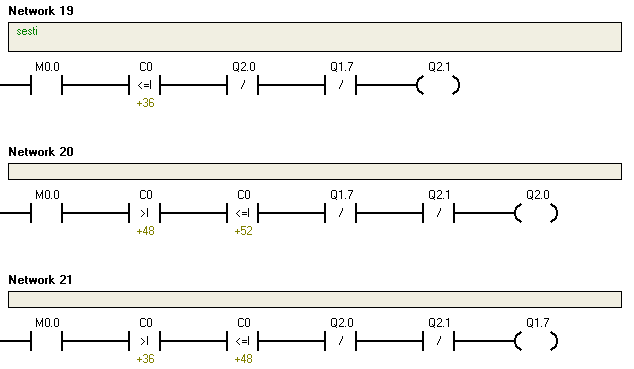 Network 19
sesti
M0.0 C0 Q2.0 Q1.7 Q2.1
<=I / /
+36
Network 20
M0.0 C0 C0 Q1.7 Q2.1 Q2.0
>I <=I / /
+48 +52
Network 21
M0.0 C0 C0 Q2.0 Q2.1 Q1.7
>I <=I / /
+36 +48